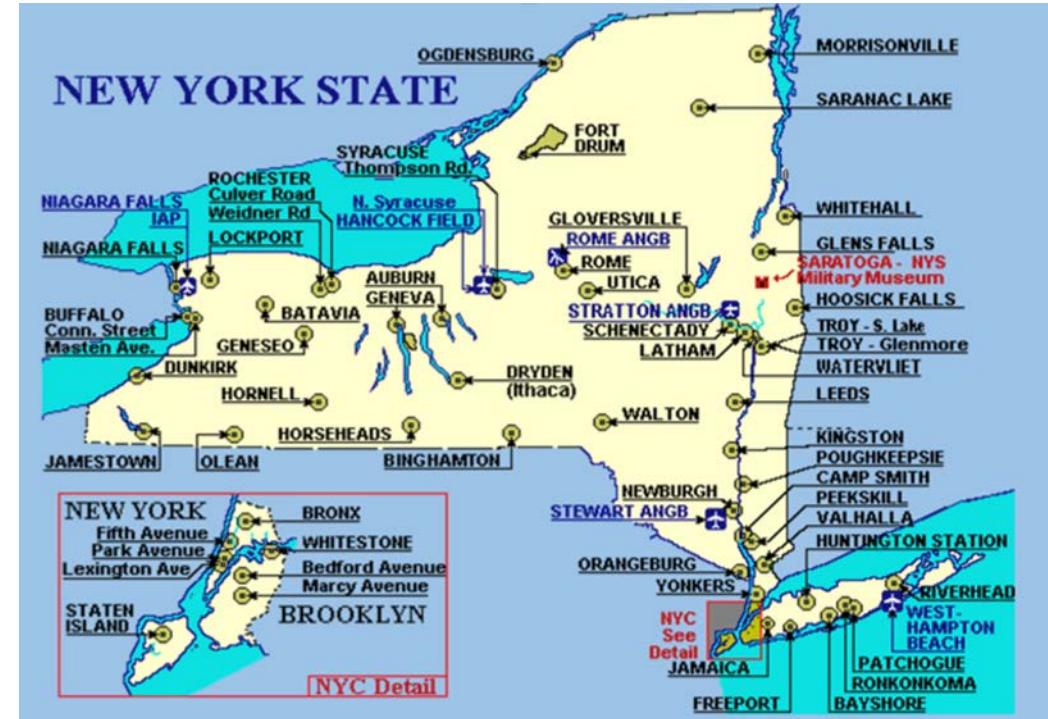 NEW YORK STATE
OGDENSBURG
MORRISONVILLE
SARANAC LAKE
FORT
DRUM
SYRACUSE
Thompson Rd.
ROCHESTER
Culver Road
Weidner Rd
N. Syracuse
HANCOCK FIELD
NIAGARA FALLS
IAP
NIAGARA FALLS
LOCKPORT
GLOVERSVILLE
ROME ANGB
ROME
UTICA
WHITEHALL
GLENS FALLS
SARATOGA - NYS
Military Museum
HOOSICK FALLS
AUBURN
GENEVA
BATAVIA
GENESEO
BUFFALO
Conn. Street
Masten Ave.
DUNKIRK
STRATTON ANGB
SCHENECTADY
LATHAM
TROY - S. Lake
TROY - Glenmore
WATERVLIET
LEEDS
DRYDEN
(Ithaca)
HORNELL
HORSEHEADS
WALTON
JAMESTOWN
OLEAN
BINGHAMTON
KINGSTON
POUGHKEEPSIE
CAMP SMITH
PEEKSKILL
VALHALLA
NEWBURGH
STEWART ANGB
HUNTINGTON STATION
ORANGEBURG
YONKERS
RIVERHEAD
WEST-
HAMPTON
BEACH
NYC
See
Detail
JAMAICA
PATCHOGUE
RONKONKOMA
FREEPORT
BAYSHORE
NEW YORK
BRONX
Fifth Avenue
Park Avenue
Lexington Ave
WHITESTONE
Bedford Avenue
Marcy Avenue
BROOKLYN
STATEN
ISLAND
NYC Detail